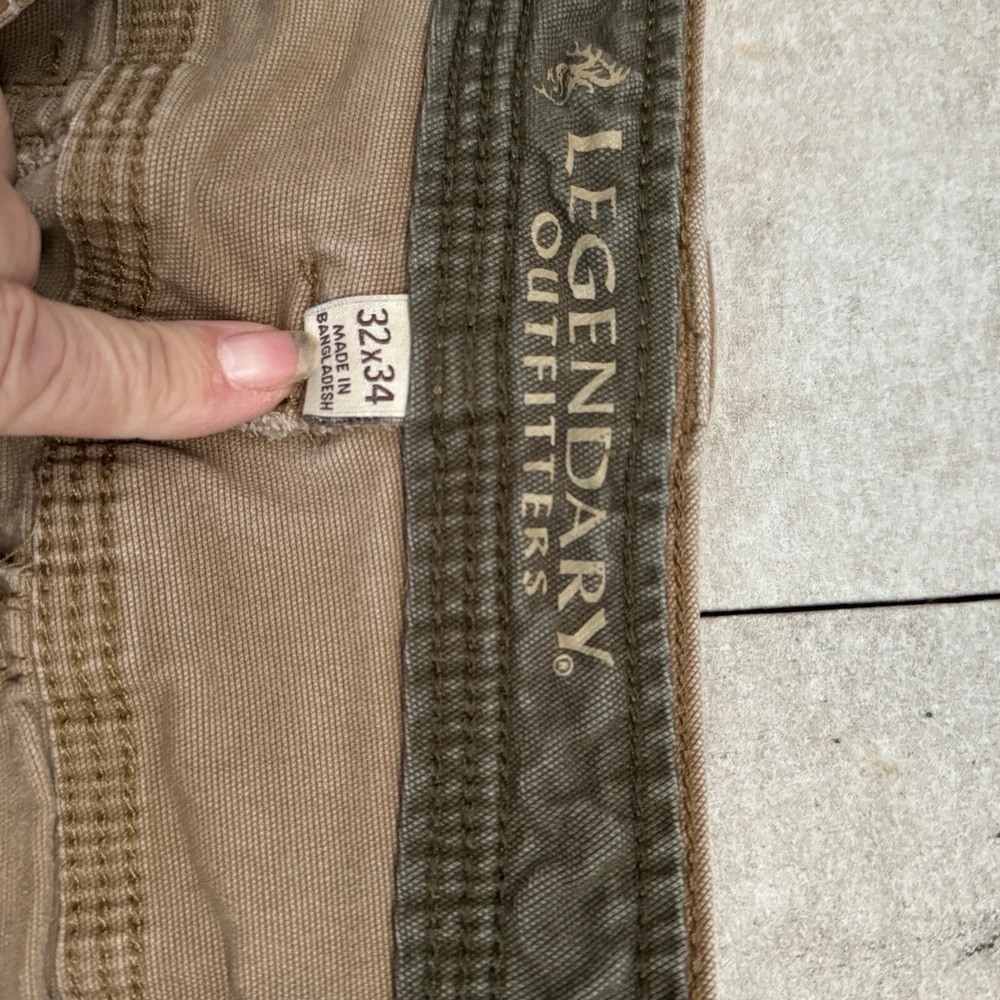 LEGENDARY®
OUTFITTERS
32x34
MADE IN
BANGLADESH